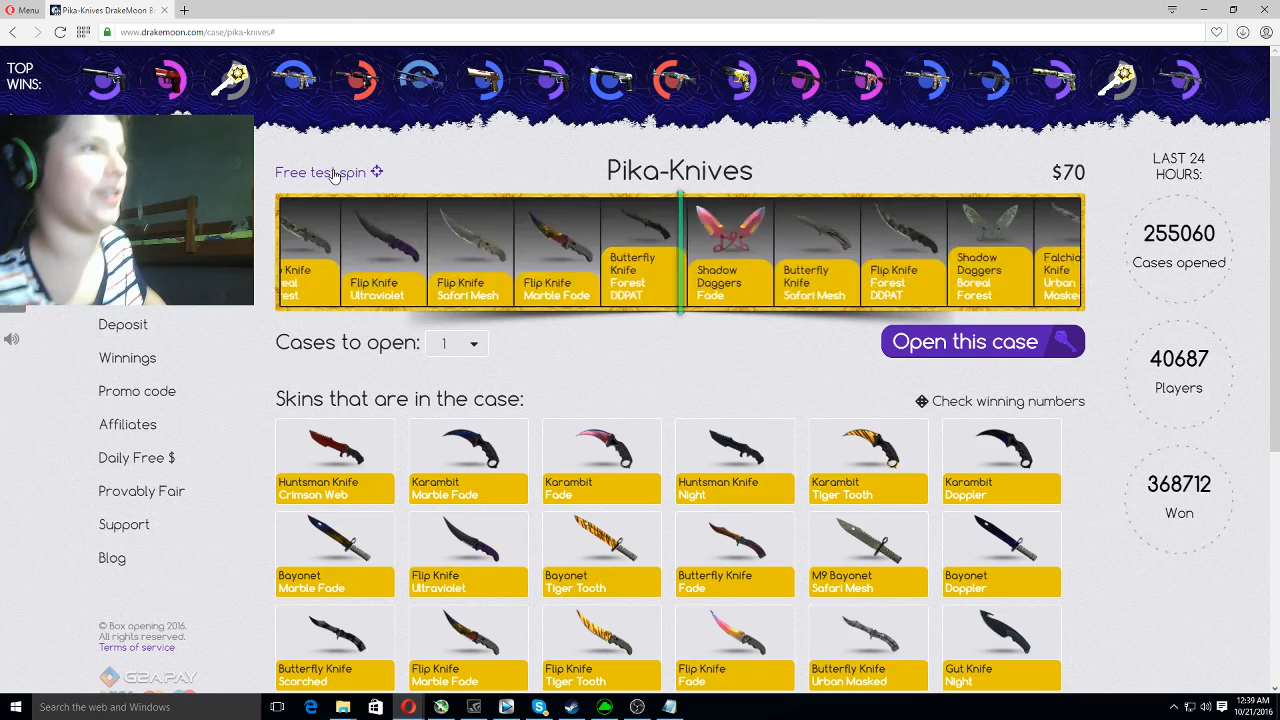 Menu
Pika-Knives DrakeMoon B
www.drakemoon.com/case/pika-knives#
TOP
WINS:
Free test spin
Pika-Knives
$70
Flip Knife
Ultraviolet
Flip Knife
Safari Mesh
Flip Knife
Marble Fade
Butterfly
Knife
Forest
DDPAT
Shadow
Daggers
Fade
Butterfly
Knife
Safari Mesh
Flip Knife
Forest
DDPAT
Shadow
Daggers
Boreal
Forest
Knife
Urban
Cases to open:
1
Open this case
Skins that are in the case:
Check winning numbers
Huntsman Knife
Crimson Web
Karambit
Marble Fade
Karambit
Fade
Huntsman Knife
Night
Karambit
Tiger Tooth
Karambit
Doppler
Bayonet
Marble Fade
Flip Knife
Ultraviolet
Bayonet
Tiger Tooth
Butterfly Knife
Fade
M9 Bayonet
Safari Mesh
Bayonet
Doppler
Butterfly Knife
Scorched
Flip Knife
Marble Fade
Flip Knife
Tiger Tooth
Flip Knife
Fade
Butterfly Knife
Urban Masked
Gut Knife
Night
LAST 24
HOURS:
255060
Cases opened
40687
Players
368712
Won
Deposit
Winnings
Promo code
Affiliates
Daily Free $
Provably Fair
Support
Blog
© Box opening 2016.
All rights reserved.
Terms of service
G2A PAY
Search the web and Windows
12:39 AM
10/21/2016